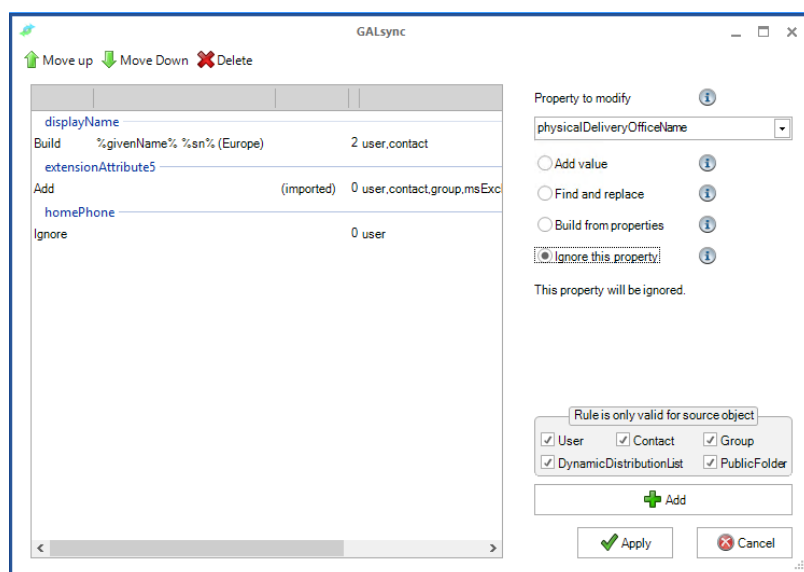 GALsync
Move up Move Down Delete
displayName
Build %givenName% %sn% (Europe) 2 user,contact
extensionAttribute5
Add (imported) 0 user,contact,group,msExcl
homePhone
Ignore 0 user
Property to modify
physicalDeliveryOfficeName
Add value
Find and replace
Build from properties
Ignore this property
This property will be ignored.
Rule is only valid for source object
User Contact Group
DynamicDistributionList PublicFolder
Add
Apply Cancel